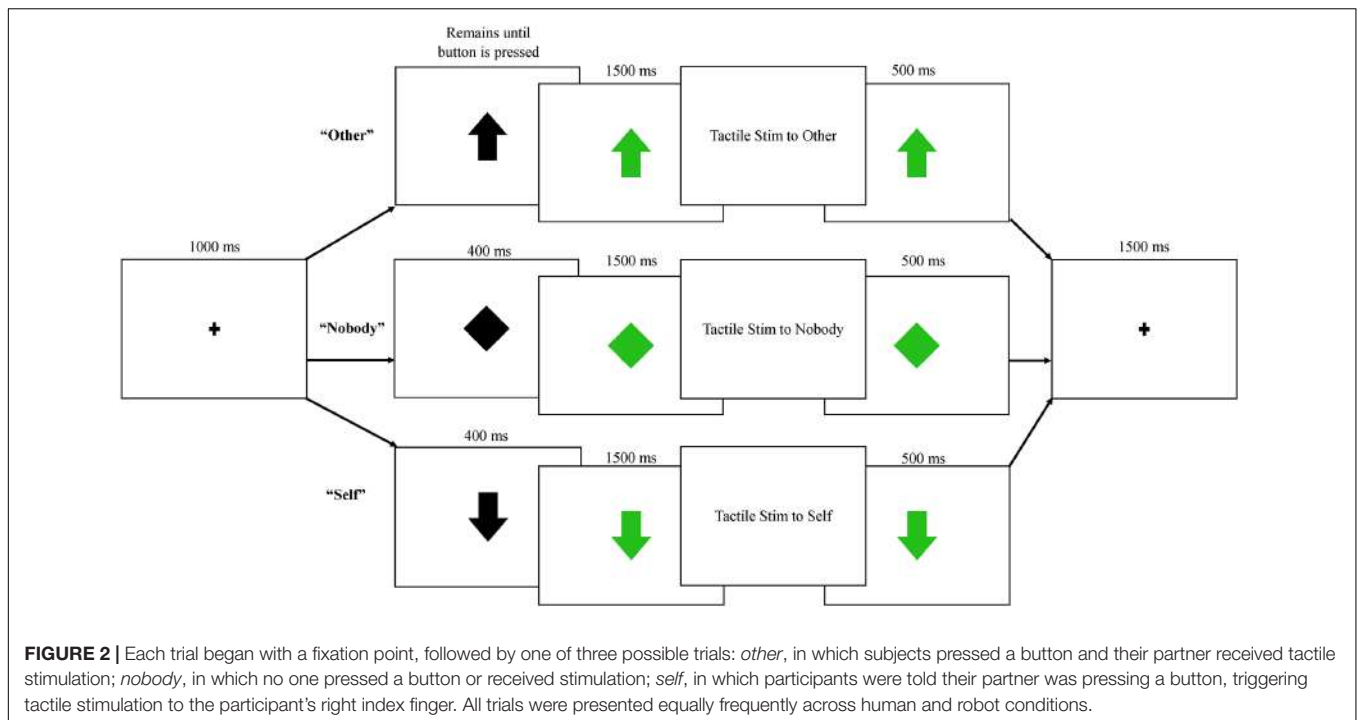 Remains until
button is pressed
1500 ms
500 ms
“Other”
Tactile Stim to Other
1000 ms
400 ms
1500 ms
500 ms
1500 ms
“Nobody”
Tactile Stim to Nobody
400 ms
1500 ms
500 ms
“Self”
Tactile Stim to Self
FIGURE 2 | Each trial began with a fixation point, followed by one of three possible trials: other, in which subjects pressed a button and their partner received tactile
stimulation; nobody, in which no one pressed a button or received stimulation; self, in which participants were told their partner was pressing a button, triggering
tactile stimulation to the participant’s right index finger. All trials were presented equally frequently across human and robot conditions.